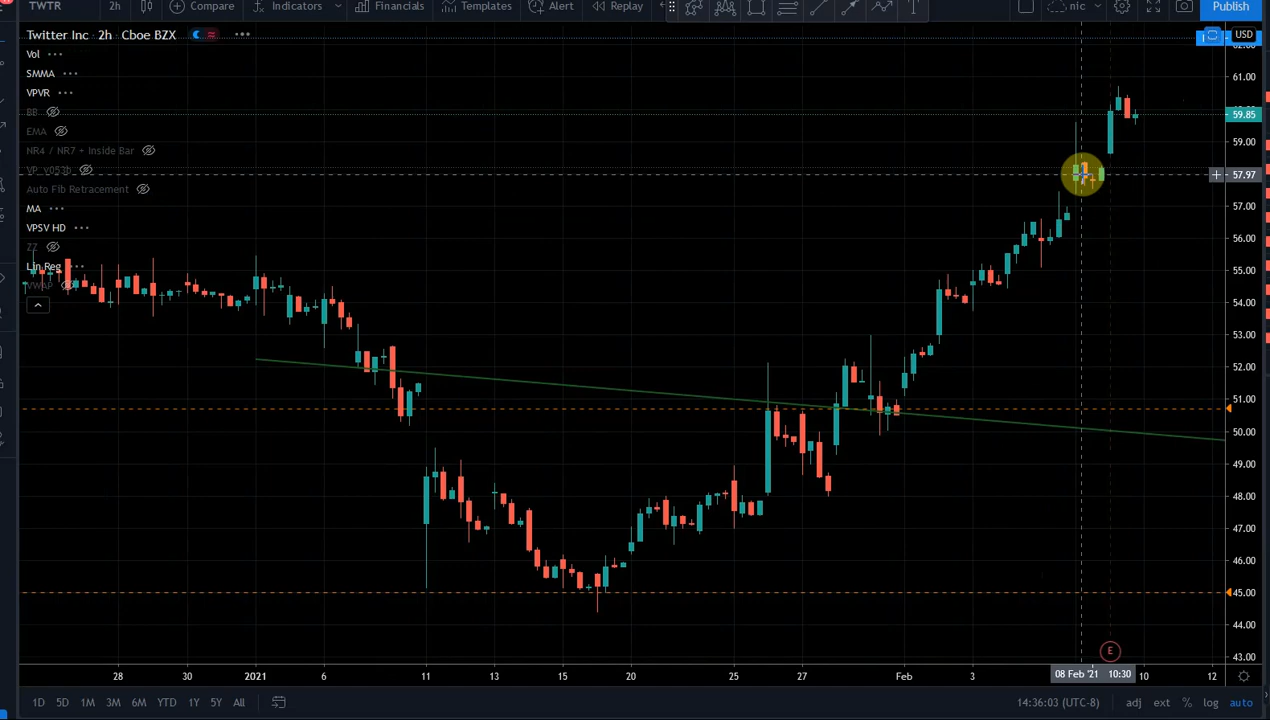 TWTR 2h Compare Indicators Financials Templates Alert Replay nic Publish
Twitter Inc · 2h · Cboe BZX
USD
Vol
SMMA
VPVR
BB
EMA
NR4 / NR7 + Inside Bar
VP_v053b
Auto Fib Retracement
MA
VPSV HD
ZZ
Lin Reg
VWAP
61.00
59.85
59.00
57.97
57.00
56.00
55.00
54.00
53.00
52.00
51.00
50.00
49.00
48.00
47.00
46.00
45.00
44.00
43.00
E
28 30 2021 6 11 13 15 20 25 27 Feb 3 08 Feb '21 10:30 10 12
1D 5D 1M 3M 6M YTD 1Y 5Y All 14:36:03 (UTC-8) adj ext % log auto